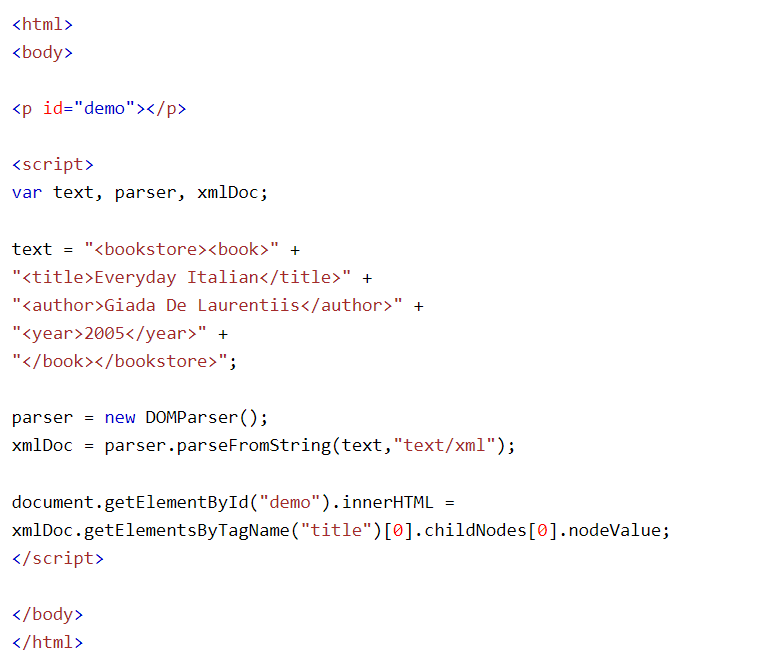 <html>
<body>
<p id="demo"></p>
<script>
var text, parser, xmlDoc;
text = "<bookstore><book>" +
"<title>Everyday Italian</title>" +
"<author>Giada De Laurentiis</author>" +
"<year>2005</year>" +
"</book></bookstore>";
parser = new DOMParser();
xmlDoc = parser.parseFromString(text,"text/xml");
document.getElementById("demo").innerHTML =
xmlDoc.getElementsByTagName("title")[0].childNodes[0].nodeValue;
</script>
</body>
</html>